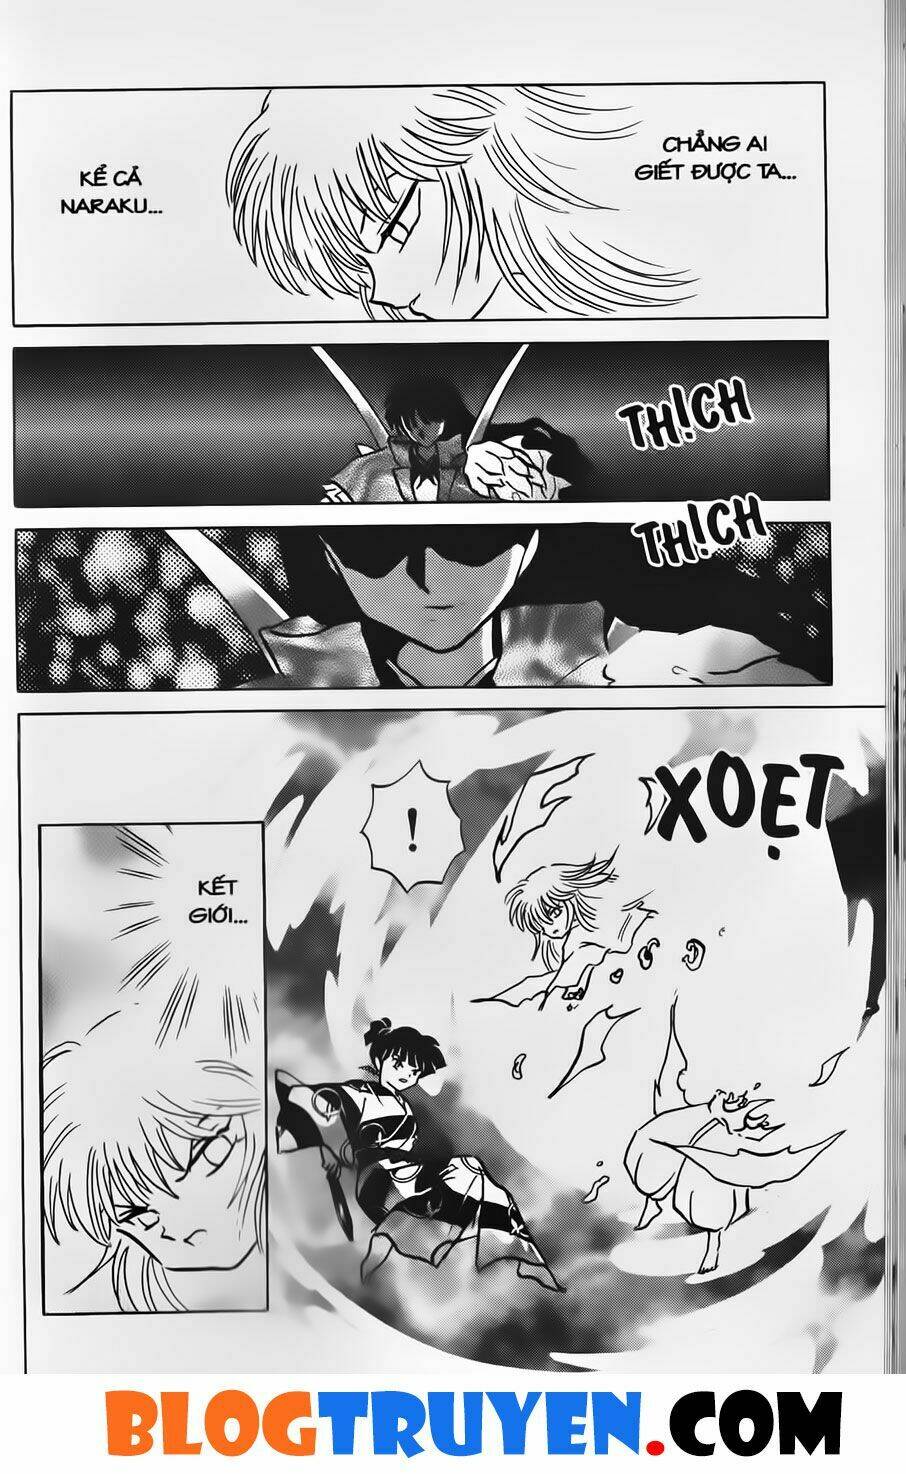 CHẲNG AI
GIẾT ĐƯỢC TA...
KỂ CẢ
NARAKU...
THỊCH
THỊCH
XOẸT
!
KẾT
GIỚI...
BLOGTRUYEN.COM